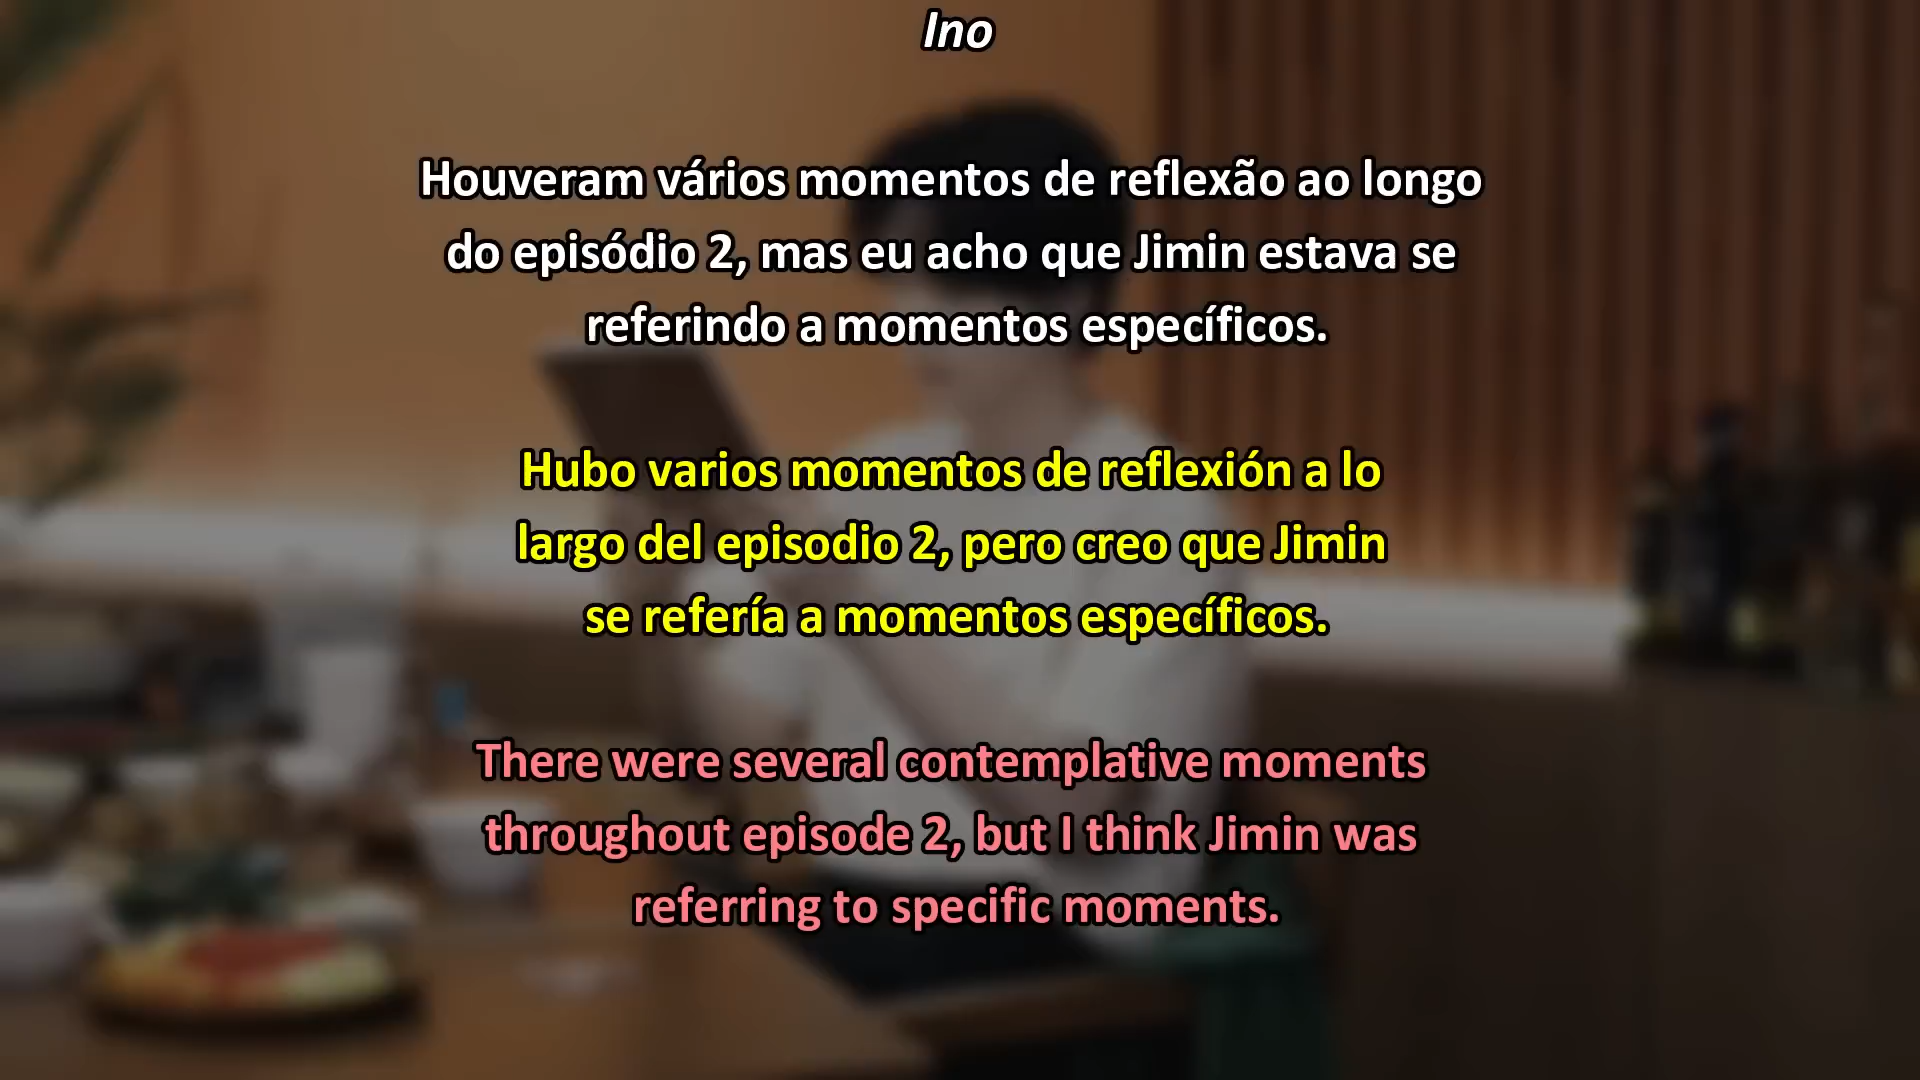 Ino
Houveram vários momentos de reflexão ao longo
do episódio 2, mas eu acho que Jimin estava se
referindo a momentos específicos.
Hubo varios momentos de reflexión a lo
largo del episodio 2, pero creo que Jimin
se refería a momentos específicos.
There were several contemplative moments
throughout episode 2, but I think Jimin was
referring to specific moments.